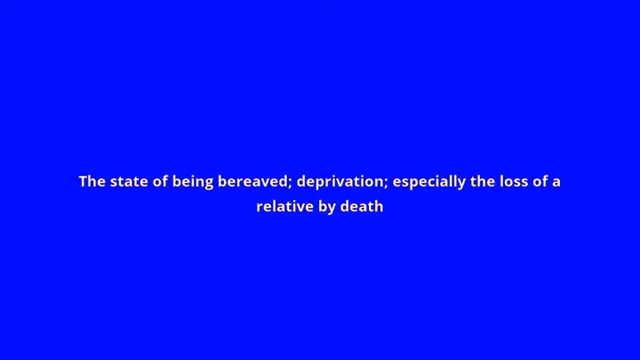 The state of being bereaved; deprivation; especially the loss of a
relative by death